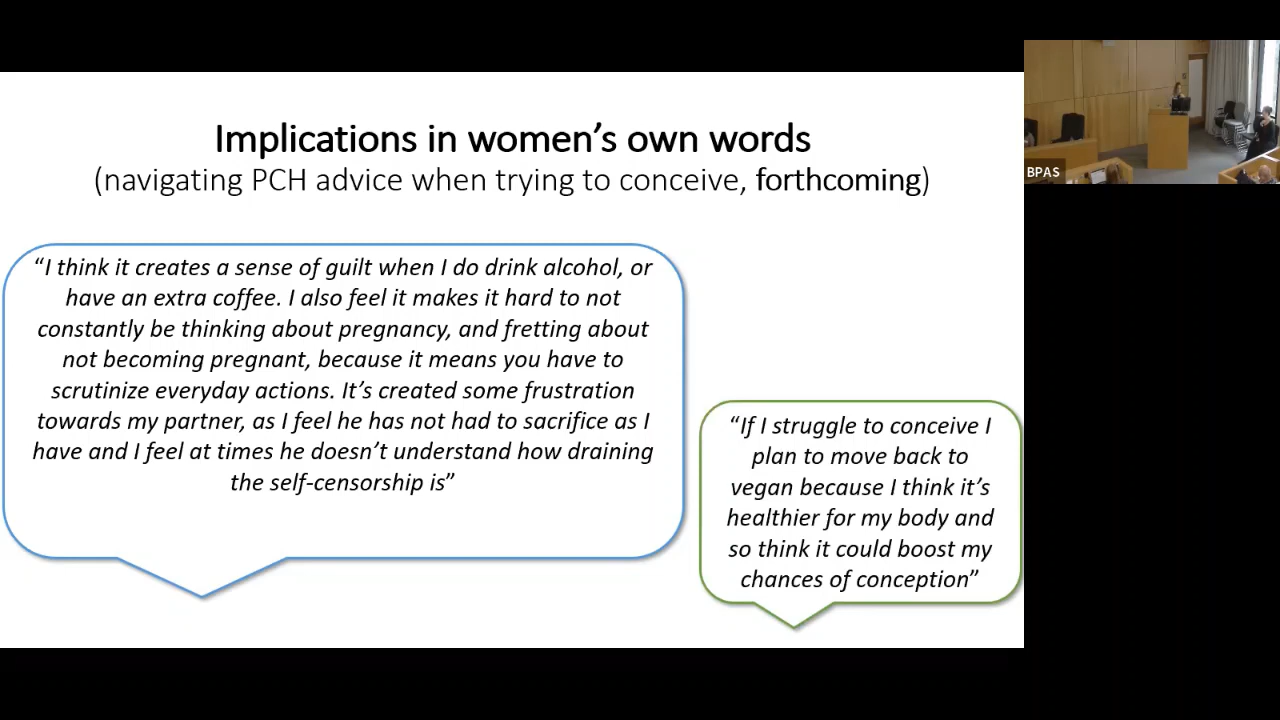 Implications in women’s own words
(navigating PCH advice when trying to conceive, forthcoming)
“I think it creates a sense of guilt when I do drink alcohol, or
have an extra coffee. I also feel it makes it hard to not
constantly be thinking about pregnancy, and fretting about
not becoming pregnant, because it means you have to
scrutinize everyday actions. It’s created some frustration
towards my partner, as I feel he has not had to sacrifice as I
have and I feel at times he doesn’t understand how draining
the self-censorship is”
“If I struggle to conceive I
plan to move back to
vegan because I think it’s
healthier for my body and
so think it could boost my
chances of conception”
BPAS